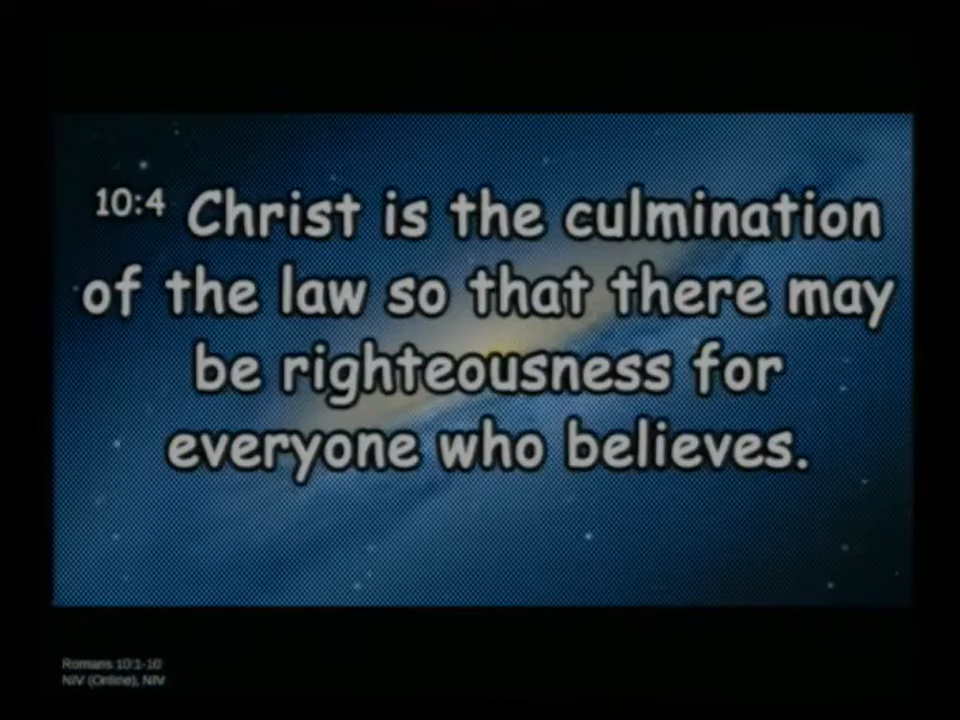 10:4 Christ is the culmination
of the law so that there may
be righteousness for
everyone who believes.
Romans 10:1-10
NIV (Online), NIV